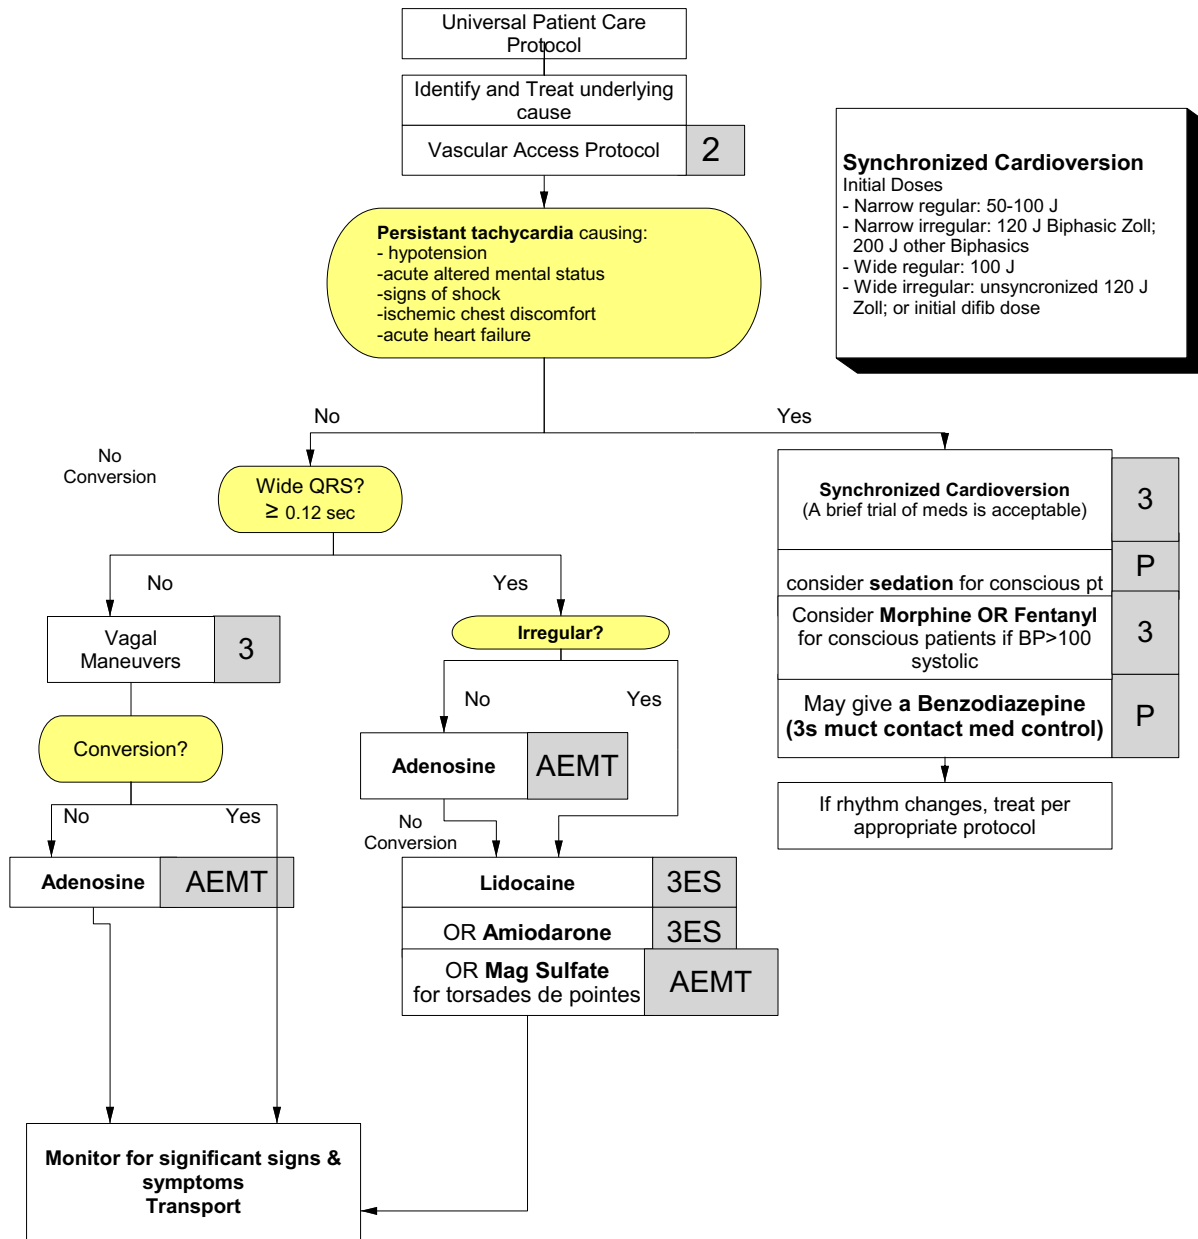 Universal Patient Care
Protocol
Identify and Treat underlying
cause
Vascular Access Protocol
2
Synchronized Cardioversion
Initial Doses
- Narrow regular: 50-100 J
- Narrow irregular: 120 J Biphasic Zoll;
200 J other Biphasics
- Wide regular: 100 J
- Wide irregular: unsyncronized 120 J
Zoll; or initial difib dose
Persistant tachycardia causing:
- hypotension
-acute altered mental status
-signs of shock
-ischemic chest discomfort
-acute heart failure
No
Yes
No
Conversion
Wide QRS?
≥ 0.12 sec
Synchronized Cardioversion
(A brief trial of meds is acceptable)
3
consider sedation for conscious pt
P
Consider Morphine OR Fentanyl
for conscious patients if BP>100
systolic
3
May give a Benzodiazepine
(3s muct contact med control)
P
If rhythm changes, treat per
appropriate protocol
No
Yes
Vagal
Maneuvers
3
Irregular?
No
Yes
Conversion?
Adenosine
AEMT
No
Yes
No
Conversion
Adenosine
AEMT
Lidocaine
3ES
OR Amiodarone
3ES
OR Mag Sulfate
for torsades de pointes
AEMT
Monitor for significant signs &
symptoms
Transport